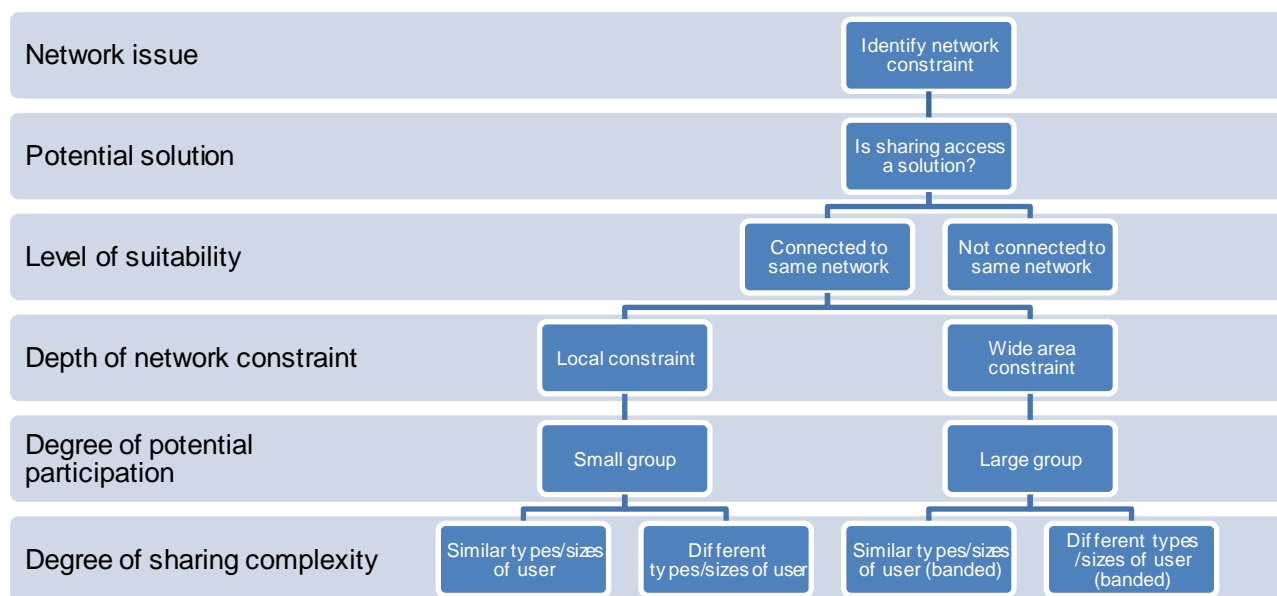 Network issue
Identify network
constraint
Potential solution
Is sharing access
a solution?
Level of suitability
Connected to
same network
Not connected to
same network
Depth of network constraint
Local constraint
Wide area
constraint
Degree of potential
participation
Small group
Large group
Degree of sharing complexity
Similar types/sizes
of user
Different
types/sizes of user
Similar types/sizes
of user (banded)
Different types
/sizes of user
(banded)